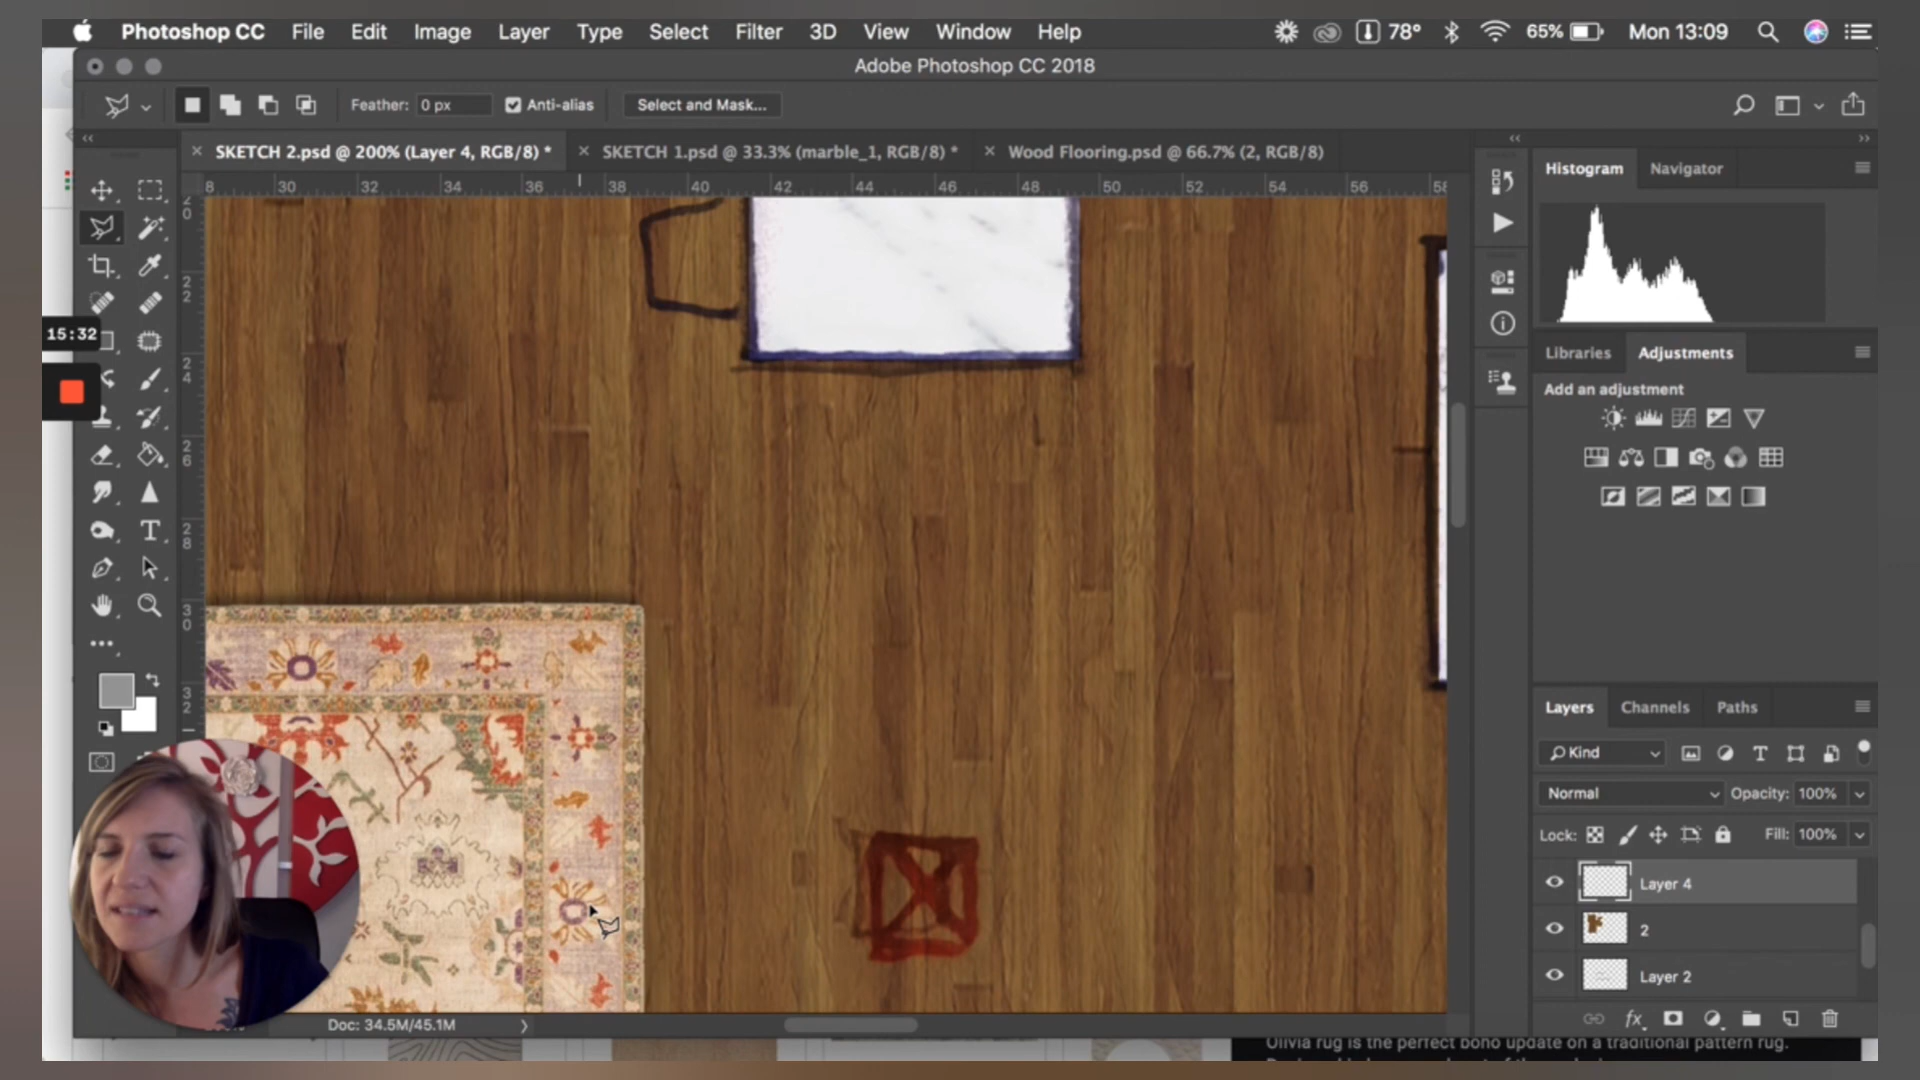 Photoshop CC File Edit Image Layer Type Select Filter 3D View Window Help 78° 65% Mon 13:09
Adobe Photoshop CC 2018
Feather: 0 px Anti-alias Select and Mask...
SKETCH 2.psd @ 200% (Layer 4, RGB/8) * SKETCH 1.psd @ 33.3% (marble_1, RGB/8) * Wood Flooring.psd @ 66.7% (2, RGB/8)
8 30 32 34 36 38 40 42 44 46 48 50 52 54 56 58
Histogram Navigator
15:32
Libraries Adjustments
Add an adjustment
Layers Channels Paths
Kind
Normal Opacity: 100%
Lock: Fill: 100%
Layer 4
2
Layer 2
Doc: 34.5M/45.1M
Olivia rug is the perfect boho update on a traditional pattern rug.